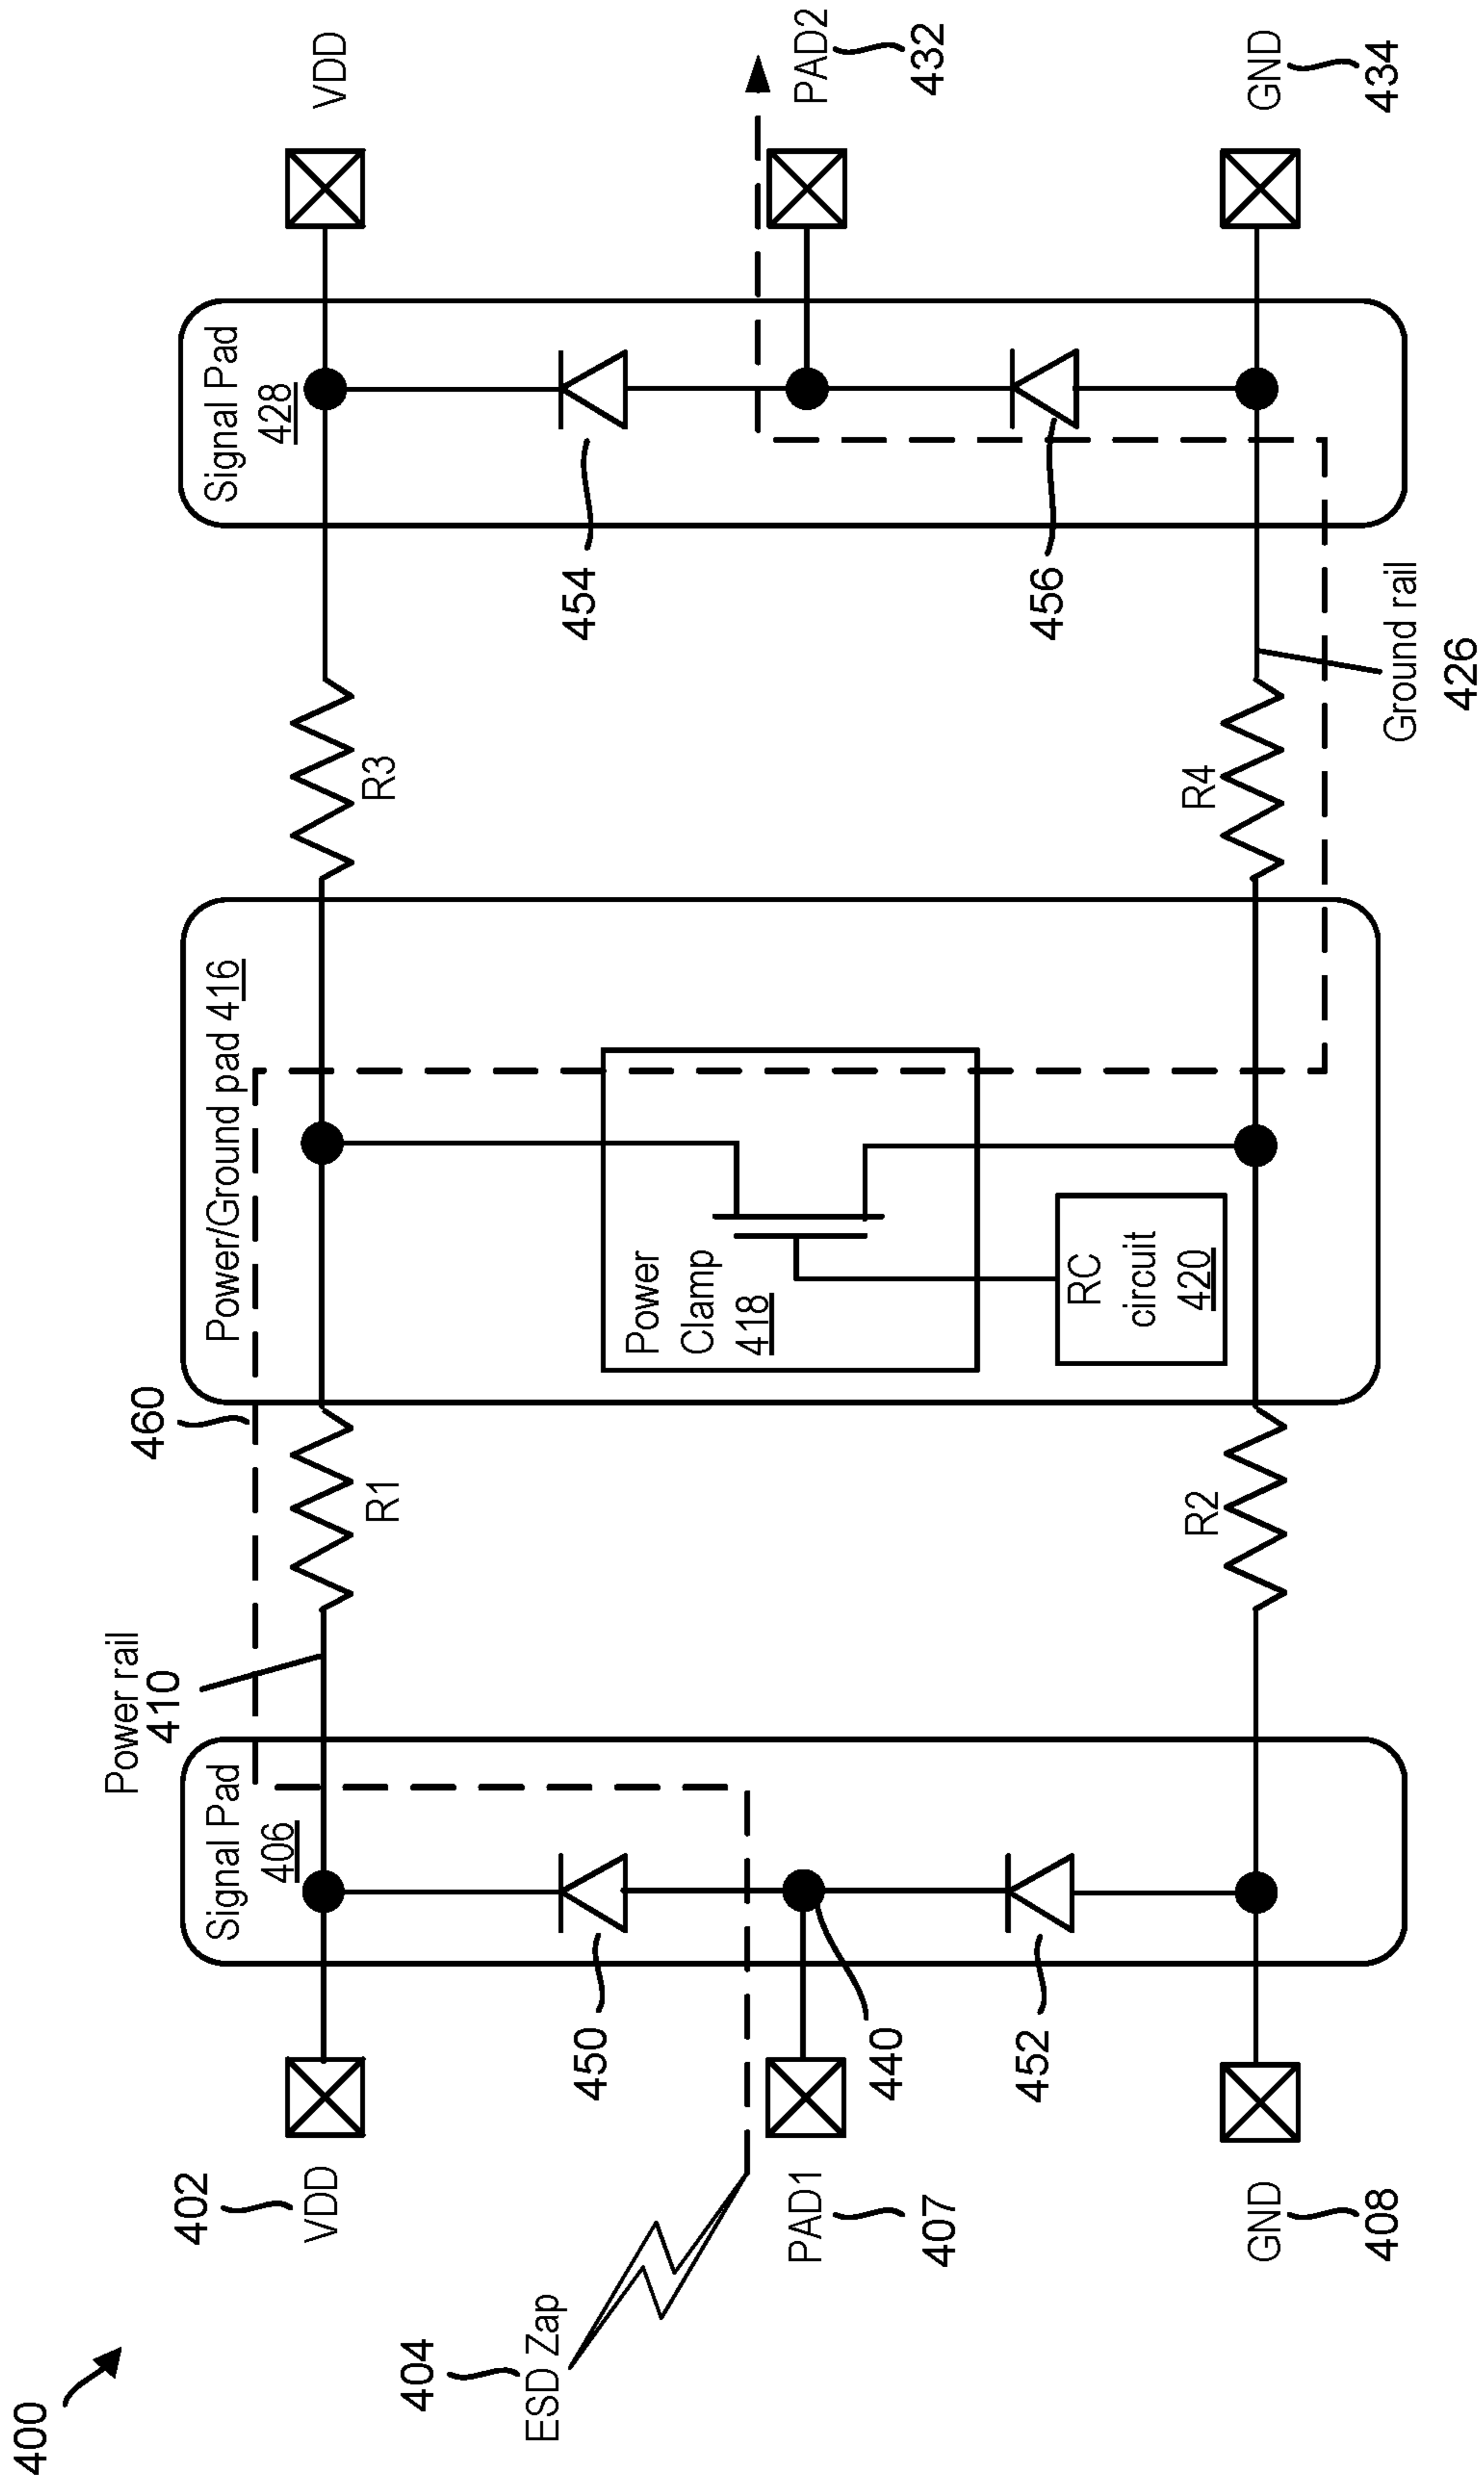 400
404
ESD Zap
402
VDD
PAD1
407
GND
408
Power rail
410
Signal Pad
406
450
440
452
460
R1
R2
Power/Ground pad 416
Power
Clamp
418
RC
circuit
420
R3
R4
Ground rail
426
Signal Pad
428
454
456
VDD
PAD2
432
GND
434